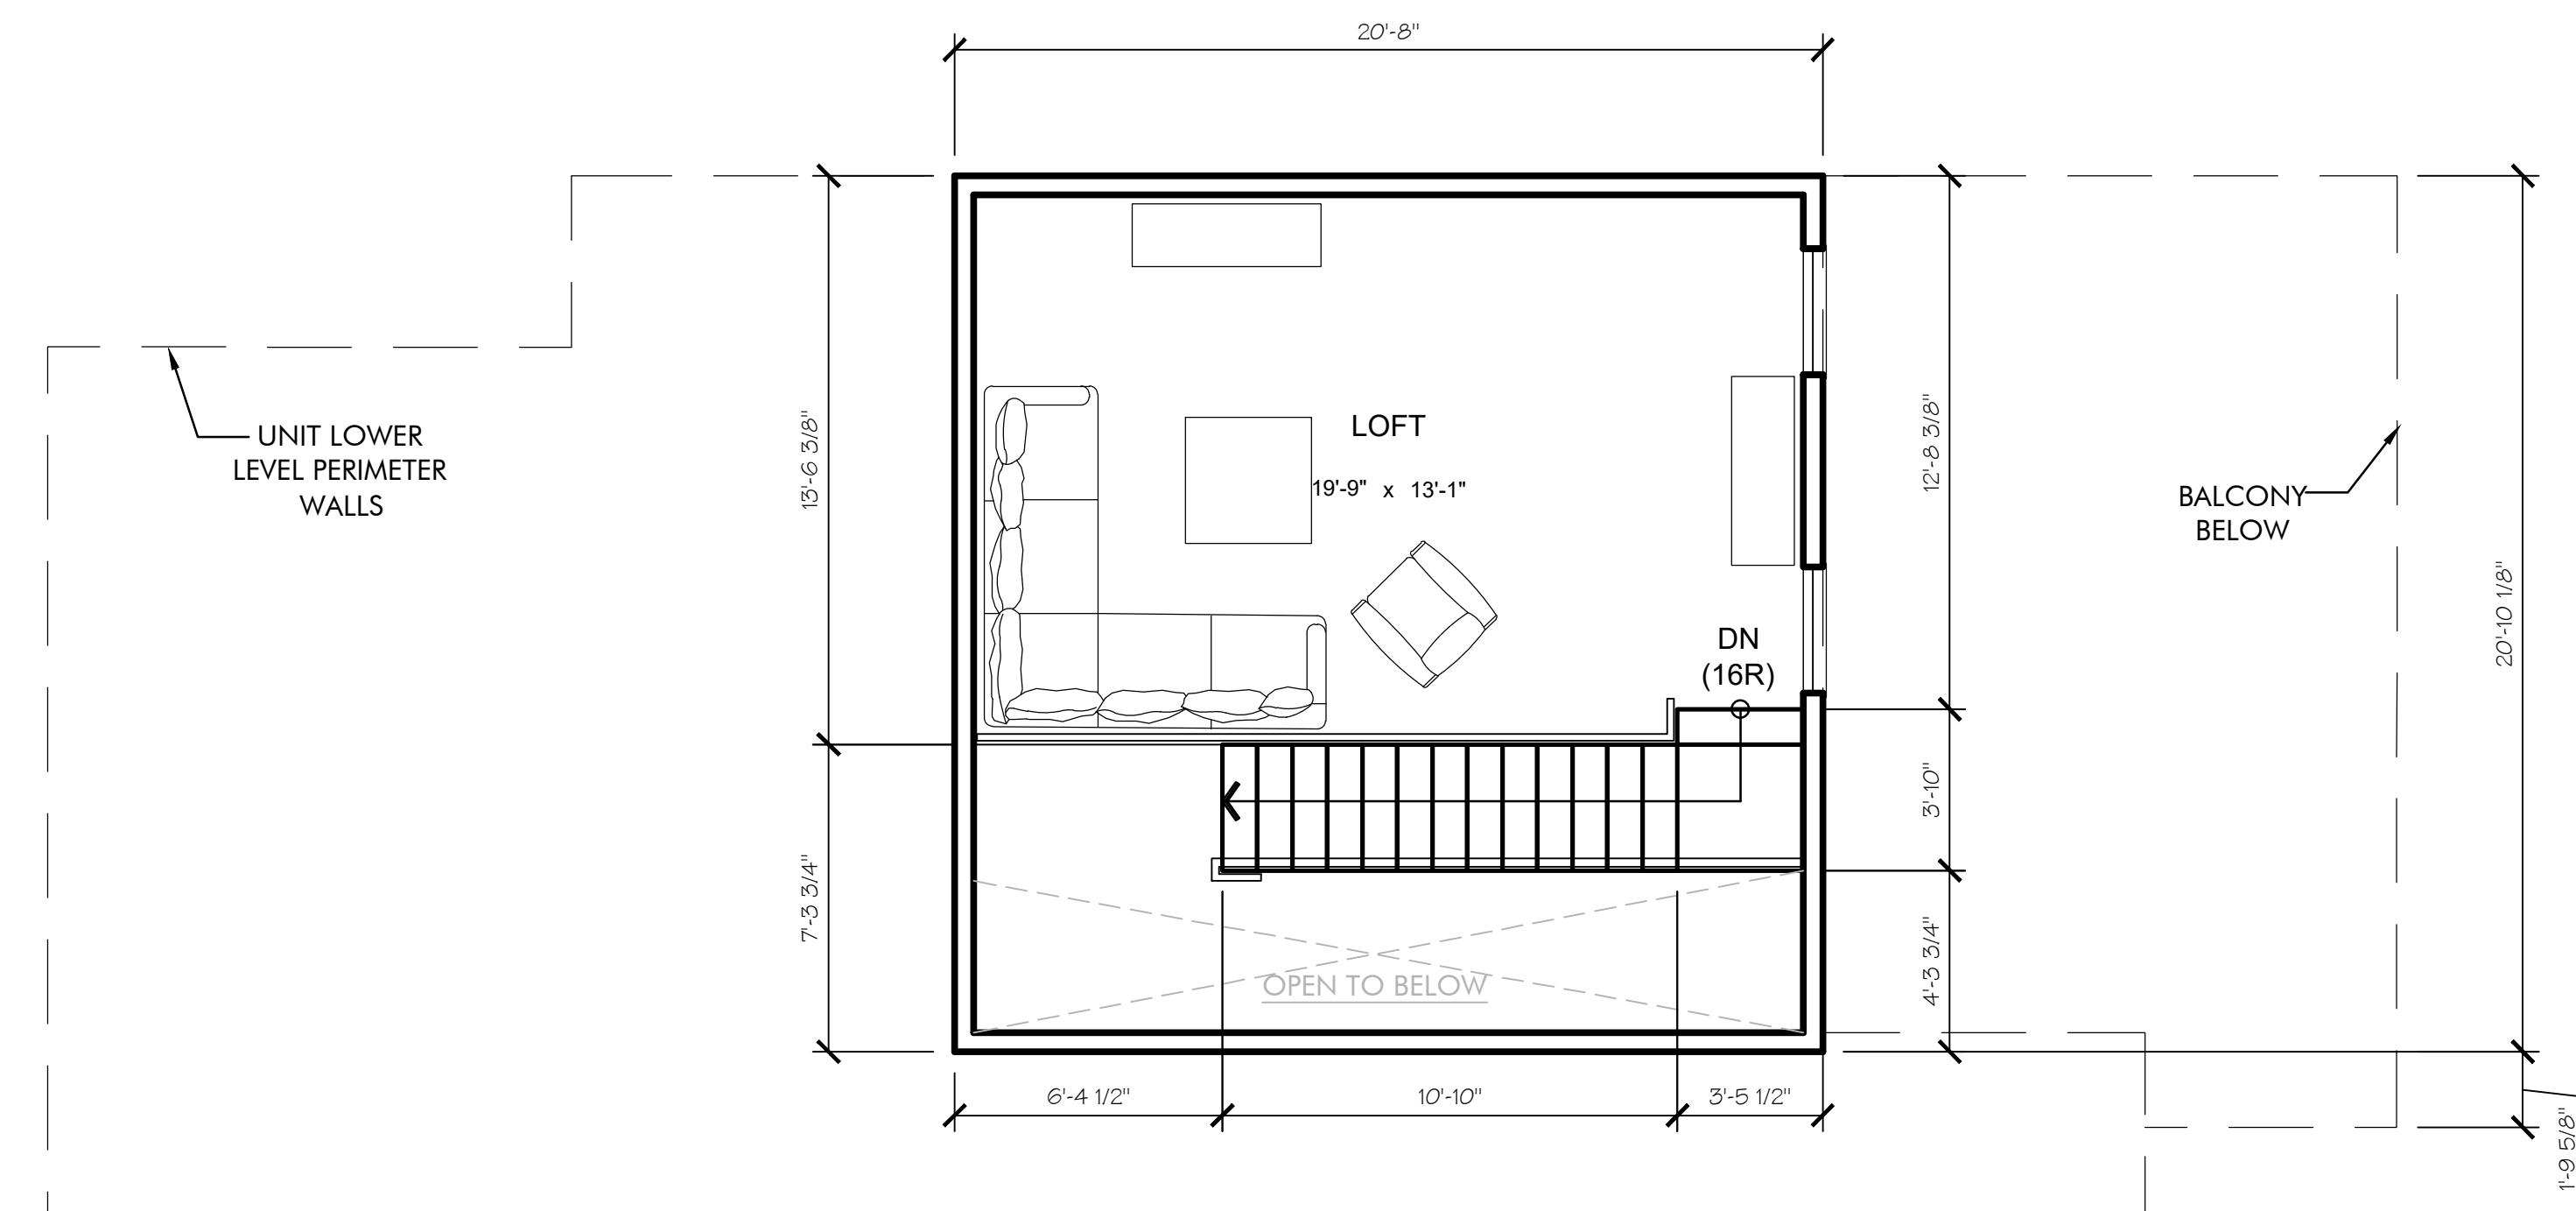 20'-8"
13'-6 3/8"
7'-3 3/4"
UNIT LOWER
LEVEL PERIMETER
WALLS
LOFT
19'-9" x 13'-1"
DN
(16R)
OPEN TO BELOW
12'-8 3/8"
3'-10"
4'-3 3/4"
BALCONY
BELOW
20'-10 1/8"
1'-9 5/8"
6'-4 1/2"
10'-10"
3'-5 1/2"